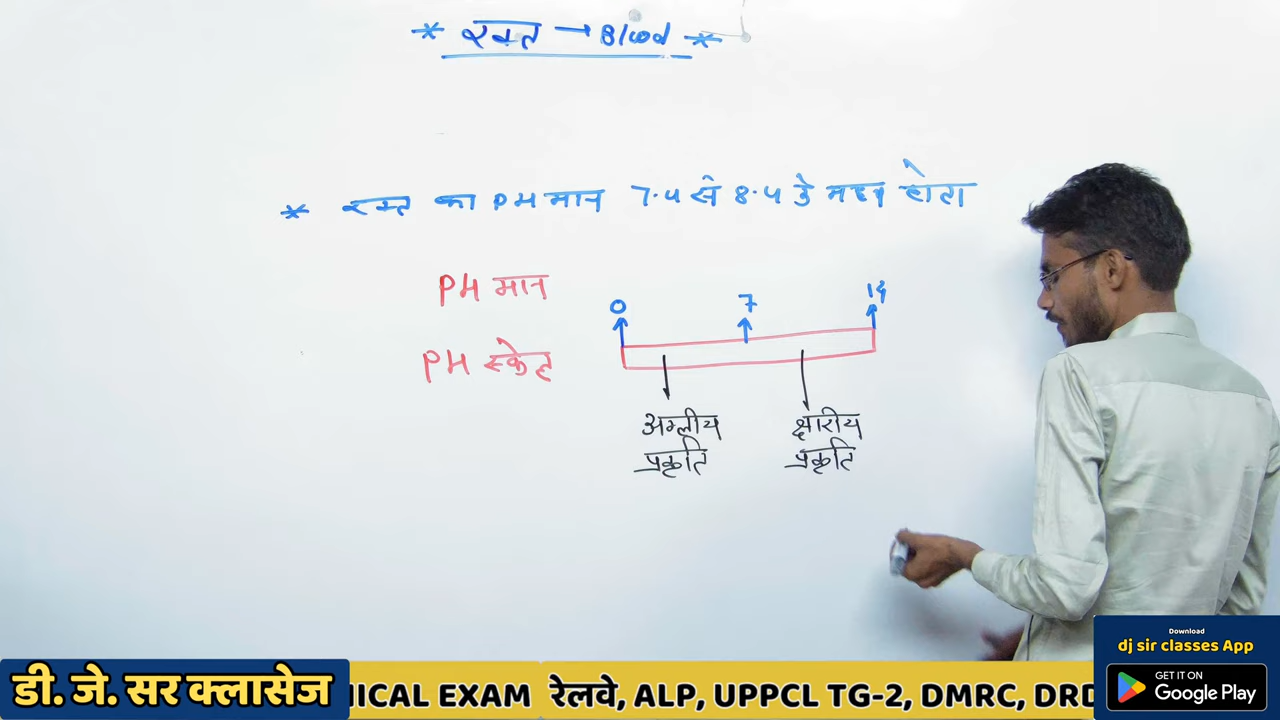 * रक्त → Blood *
* रक्त का PH मान 7.4 से 8.4 के मध्य होता
PH मान
0 7 14
PH स्केल
अम्लीय क्षारीय
प्रकृति प्रकृति
Download
dj sir classes App
GET IT ON
Google Play
डी. जे. सर क्लासेज
NICAL EXAM रेलवे, ALP, UPPCL TG-2, DMRC, DRD